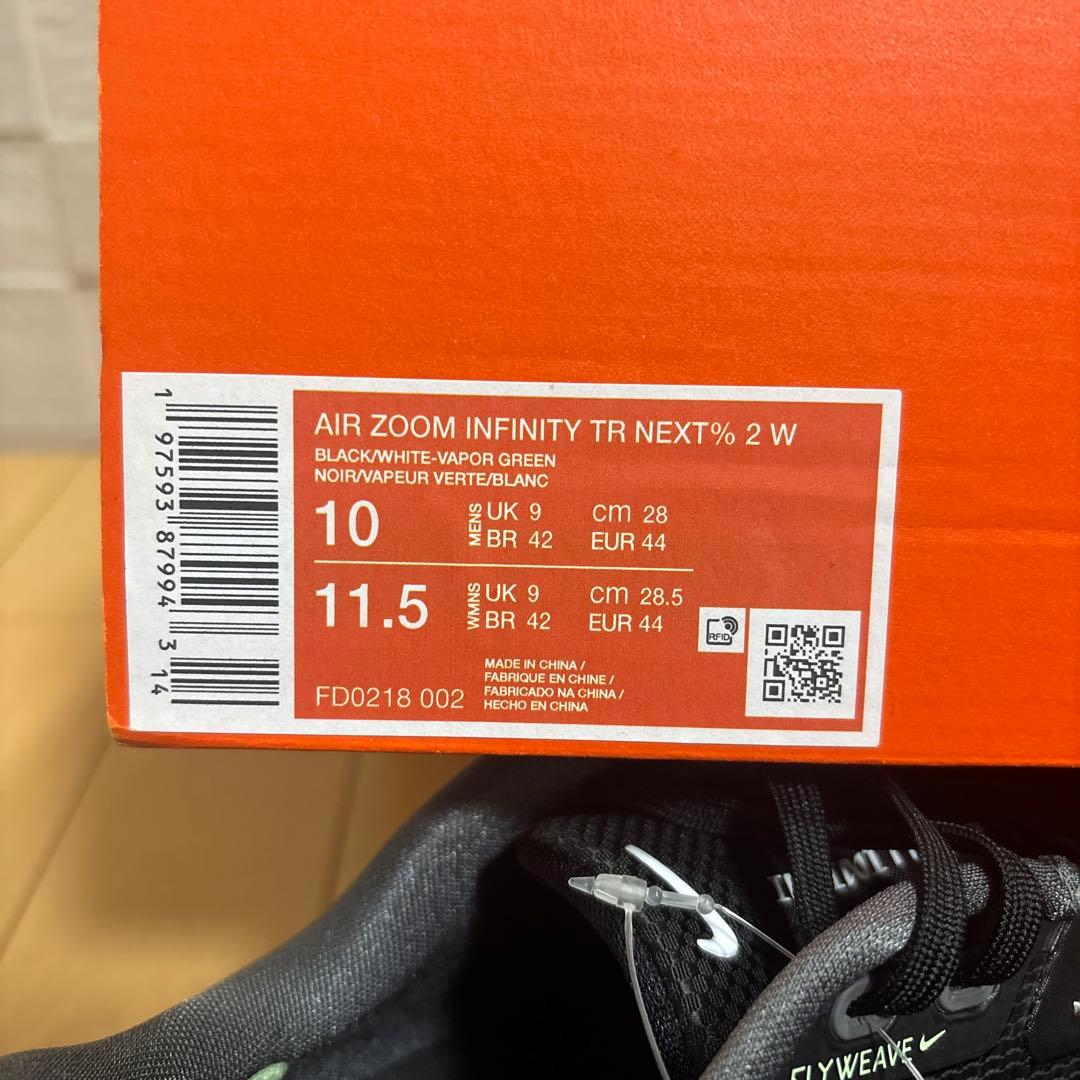 AIR ZOOM INFINITY TR NEXT% 2 W
BLACK/WHITE-VAPOR GREEN
NOIR/VAPEUR VERTE/BLANC
10 MENS UK 9 cm 28
BR 42 EUR 44
11.5 WMNS UK 9 cm 28.5
BR 42 EUR 44
RFID
FD0218 002
MADE IN CHINA /
FABRIQUE EN CHINE /
FABRICADO NA CHINA /
HECHO EN CHINA
1 97593 87994 3 14
FLYWEAVE